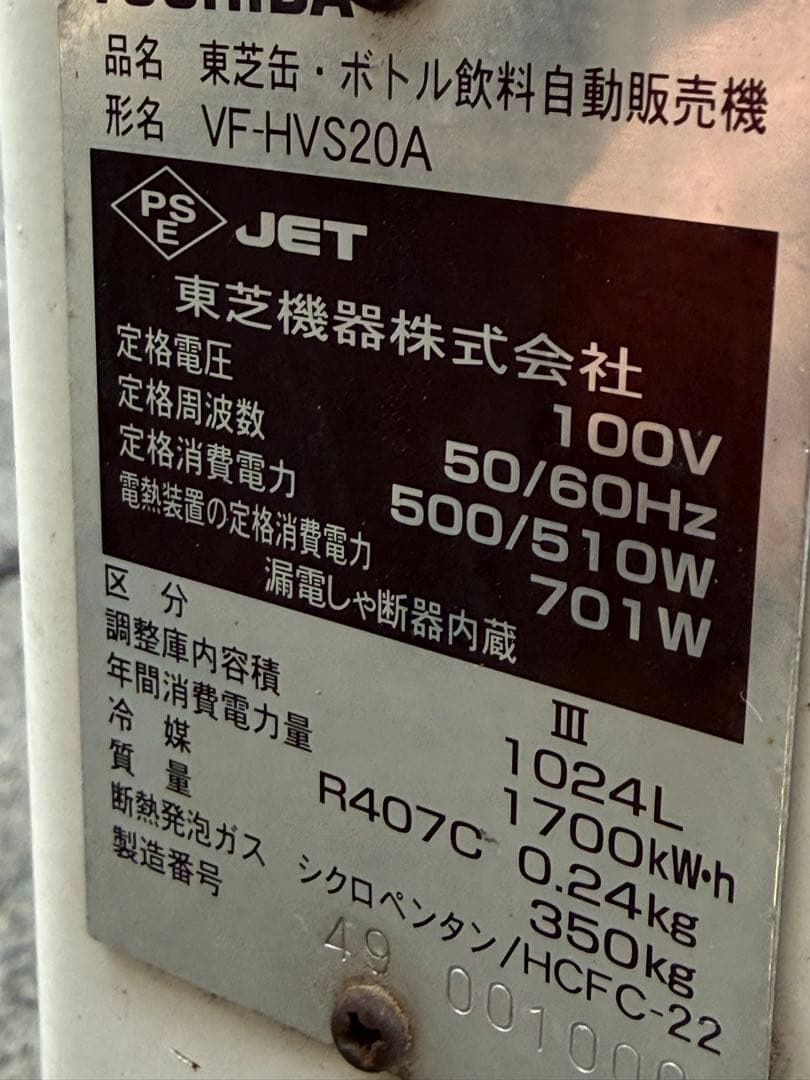 TOSHIBA
品名 東芝缶・ボトル飲料自動販売機
形名 VF-HVS20A
PSE JET
東芝機器株式会社
定格電圧 100V
定格周波数 50/60Hz
定格消費電力 500/510W
電熱装置の定格消費電力 701W
漏電しゃ断器内蔵
区分 III
調整庫内容積 1024L
年間消費電力量 1700kW·h
冷媒 R407C 0.24kg
質量 350kg
断熱発泡ガス シクロペンタン/HCFC-22
製造番号 49 00100